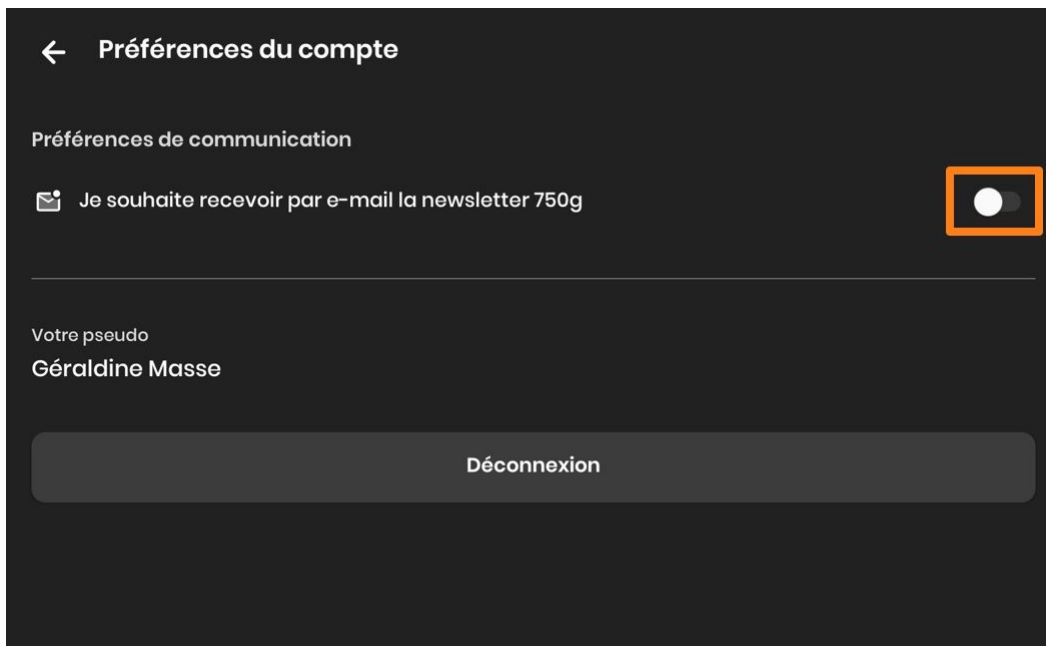 Préférences du compte
Préférences de communication
Je souhaite recevoir par e-mail la newsletter 750g
Votre pseudo
Géraldine Masse
Déconnexion